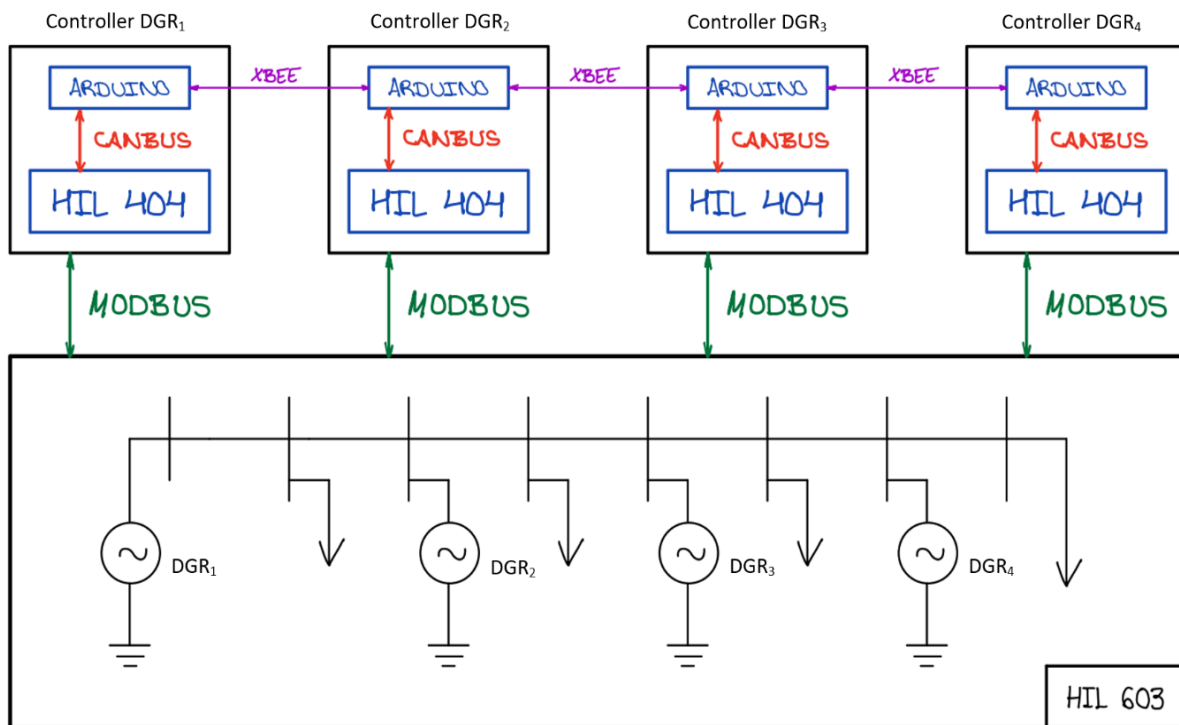 Controller DGR₁ Controller DGR₂ Controller DGR₃ Controller DGR₄
ARDUINO XBEE ARDUINO XBEE ARDUINO XBEE ARDUINO
CANBUS CANBUS CANBUS CANBUS
HIL 404 HIL 404 HIL 404 HIL 404
MODBUS MODBUS MODBUS MODBUS
DGR₁ DGR₂ DGR₃ DGR₄
HIL 603